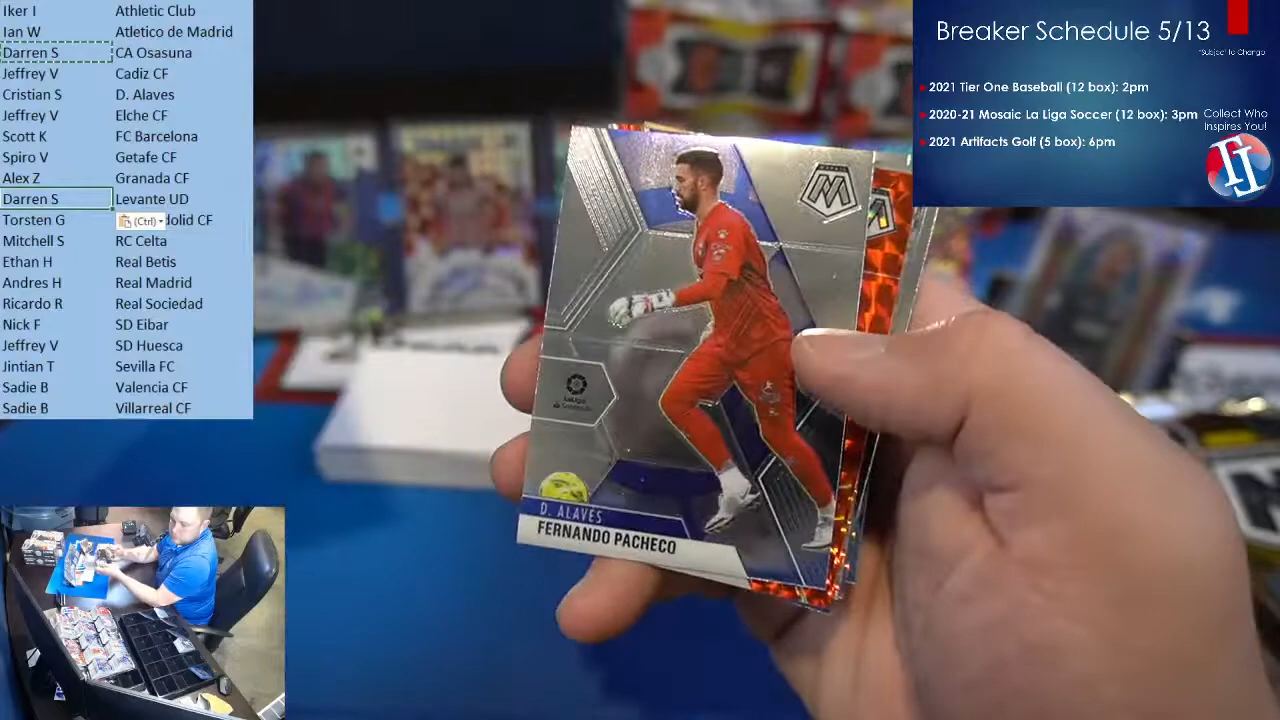 Iker I Athletic Club
Ian W Atletico de Madrid
Darren S CA Osasuna
Jeffrey V Cadiz CF
Cristian S D. Alaves
Jeffrey V Elche CF
Scott K FC Barcelona
Spiro V Getafe CF
Alex Z Granada CF
Darren S Levante UD
Torsten G (Ctrl) dolid CF
Mitchell S RC Celta
Ethan H Real Betis
Andres H Real Madrid
Ricardo R Real Sociedad
Nick F SD Eibar
Jeffrey V SD Huesca
Jintian T Sevilla FC
Sadie B Valencia CF
Sadie B Villarreal CF
Breaker Schedule 5/13
*Subject to Change
2021 Tier One Baseball (12 box): 2pm
2020-21 Mosaic La Liga Soccer (12 box): 3pm
2021 Artifacts Golf (5 box): 6pm
Collect Who
Inspires You!
D. ALAVES
FERNANDO PACHECO